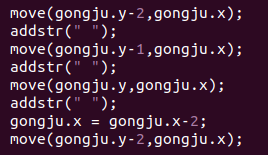 move(gongju.y-2,gongju.x);
addstr(" ");
move(gongju.y-1,gongju.x);
addstr(" ");
move(gongju.y,gongju.x);
addstr(" ");
gongju.x = gongju.x-2;
move(gongju.y-2,gongju.x);